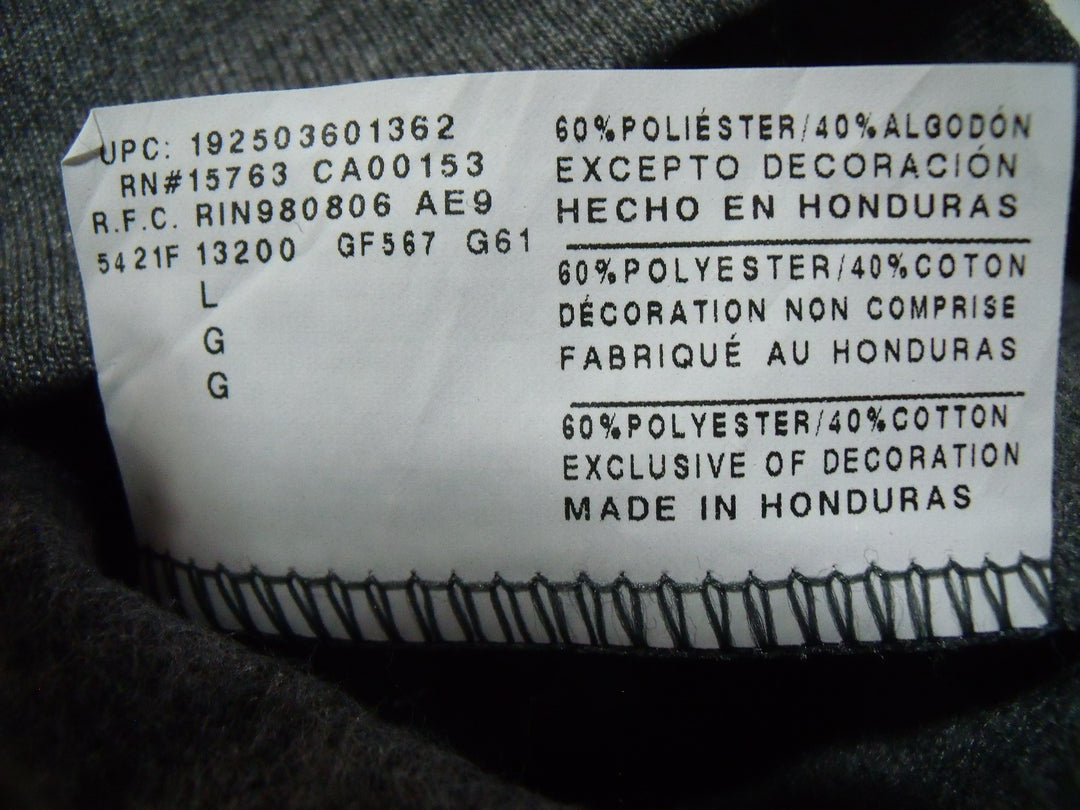 UPC: 192503601362
RN#15763 CA00153
R.F.C. RIN980806 AE9
5421F 13200 GF567 G61
L
G
G
60%POLIÉSTER/40%ALGODÓN
EXCEPTO DECORACIÓN
HECHO EN HONDURAS
60%POLYESTER/40%COTON
DÉCORATION NON COMPRISE
FABRIQUÉ AU HONDURAS
60%POLYESTER/40%COTTON
EXCLUSIVE OF DECORATION
MADE IN HONDURAS